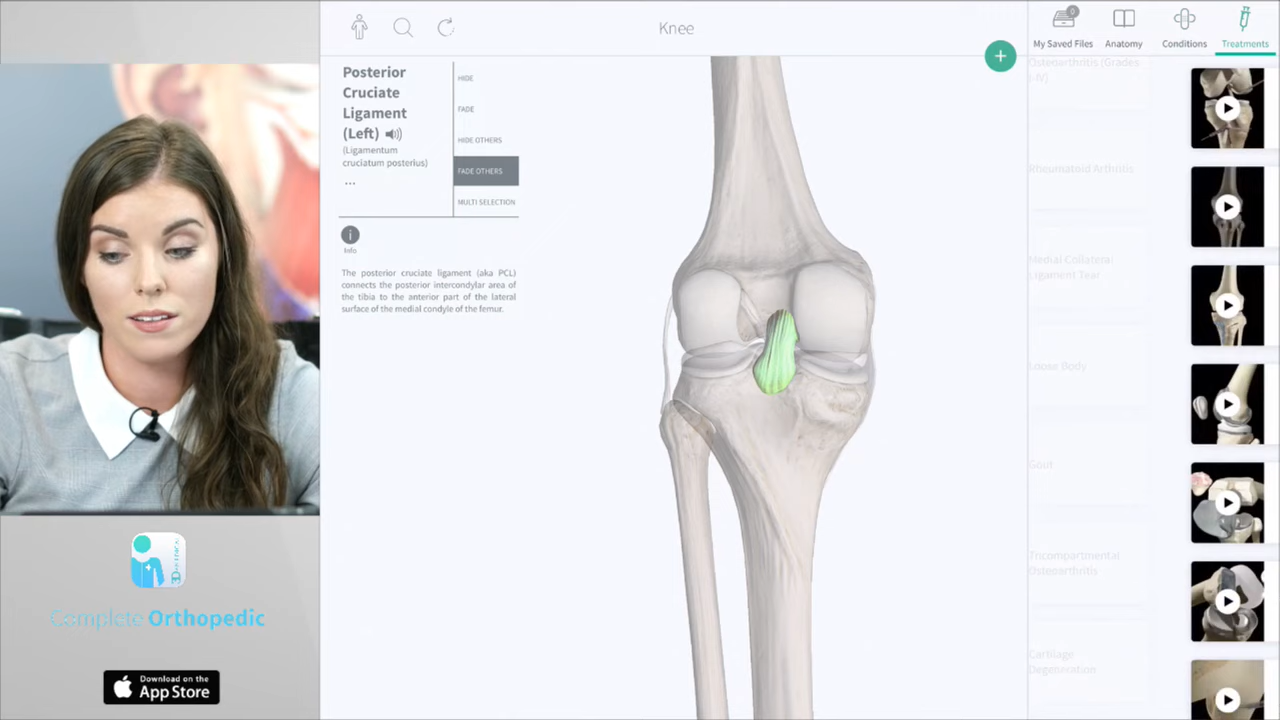 Knee
0
My Saved Files
Anatomy
Conditions
Treatments
Posterior
Cruciate
Ligament
(Left)
(Ligamentum
cruciatum posterius)
...
HIDE
FADE
HIDE OTHERS
FADE OTHERS
MULTI SELECTION
i
Info
The posterior cruciate ligament (aka PCL)
connects the posterior intercondylar area of
the tibia to the anterior part of the lateral
surface of the medial condyle of the femur.
Osteoarthritis (Grades
I-IV)
Rheumatoid Arthritis
Medial Collateral
Ligament Tear
Loose Body
Gout
Tricompartmental
Osteoarthritis
Cartilage
Degeneration
Complete Orthopedic
Download on the
App Store